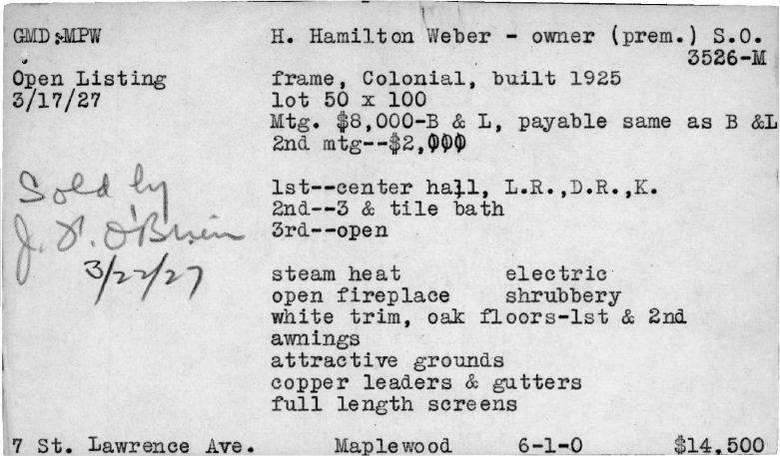 GMD:MPW H. Hamilton Weber - owner (prem.) S.O.
3526-M
Open Listing frame, Colonial, built 1925
3/17/27 lot 50 x 100
Mtg. $8,000-B & L, payable same as B &L
2nd mtg--$2,000
Sold by
J. P. O'Brien
3/22/27
1st--center hall, L.R.,D.R.,K.
2nd--3 & tile bath
3rd--open
steam heat electric
open fireplace shrubbery
white trim, oak floors-1st & 2nd
awnings
attractive grounds
copper leaders & gutters
full length screens
7 St. Lawrence Ave. Maplewood 6-1-0 $14,500